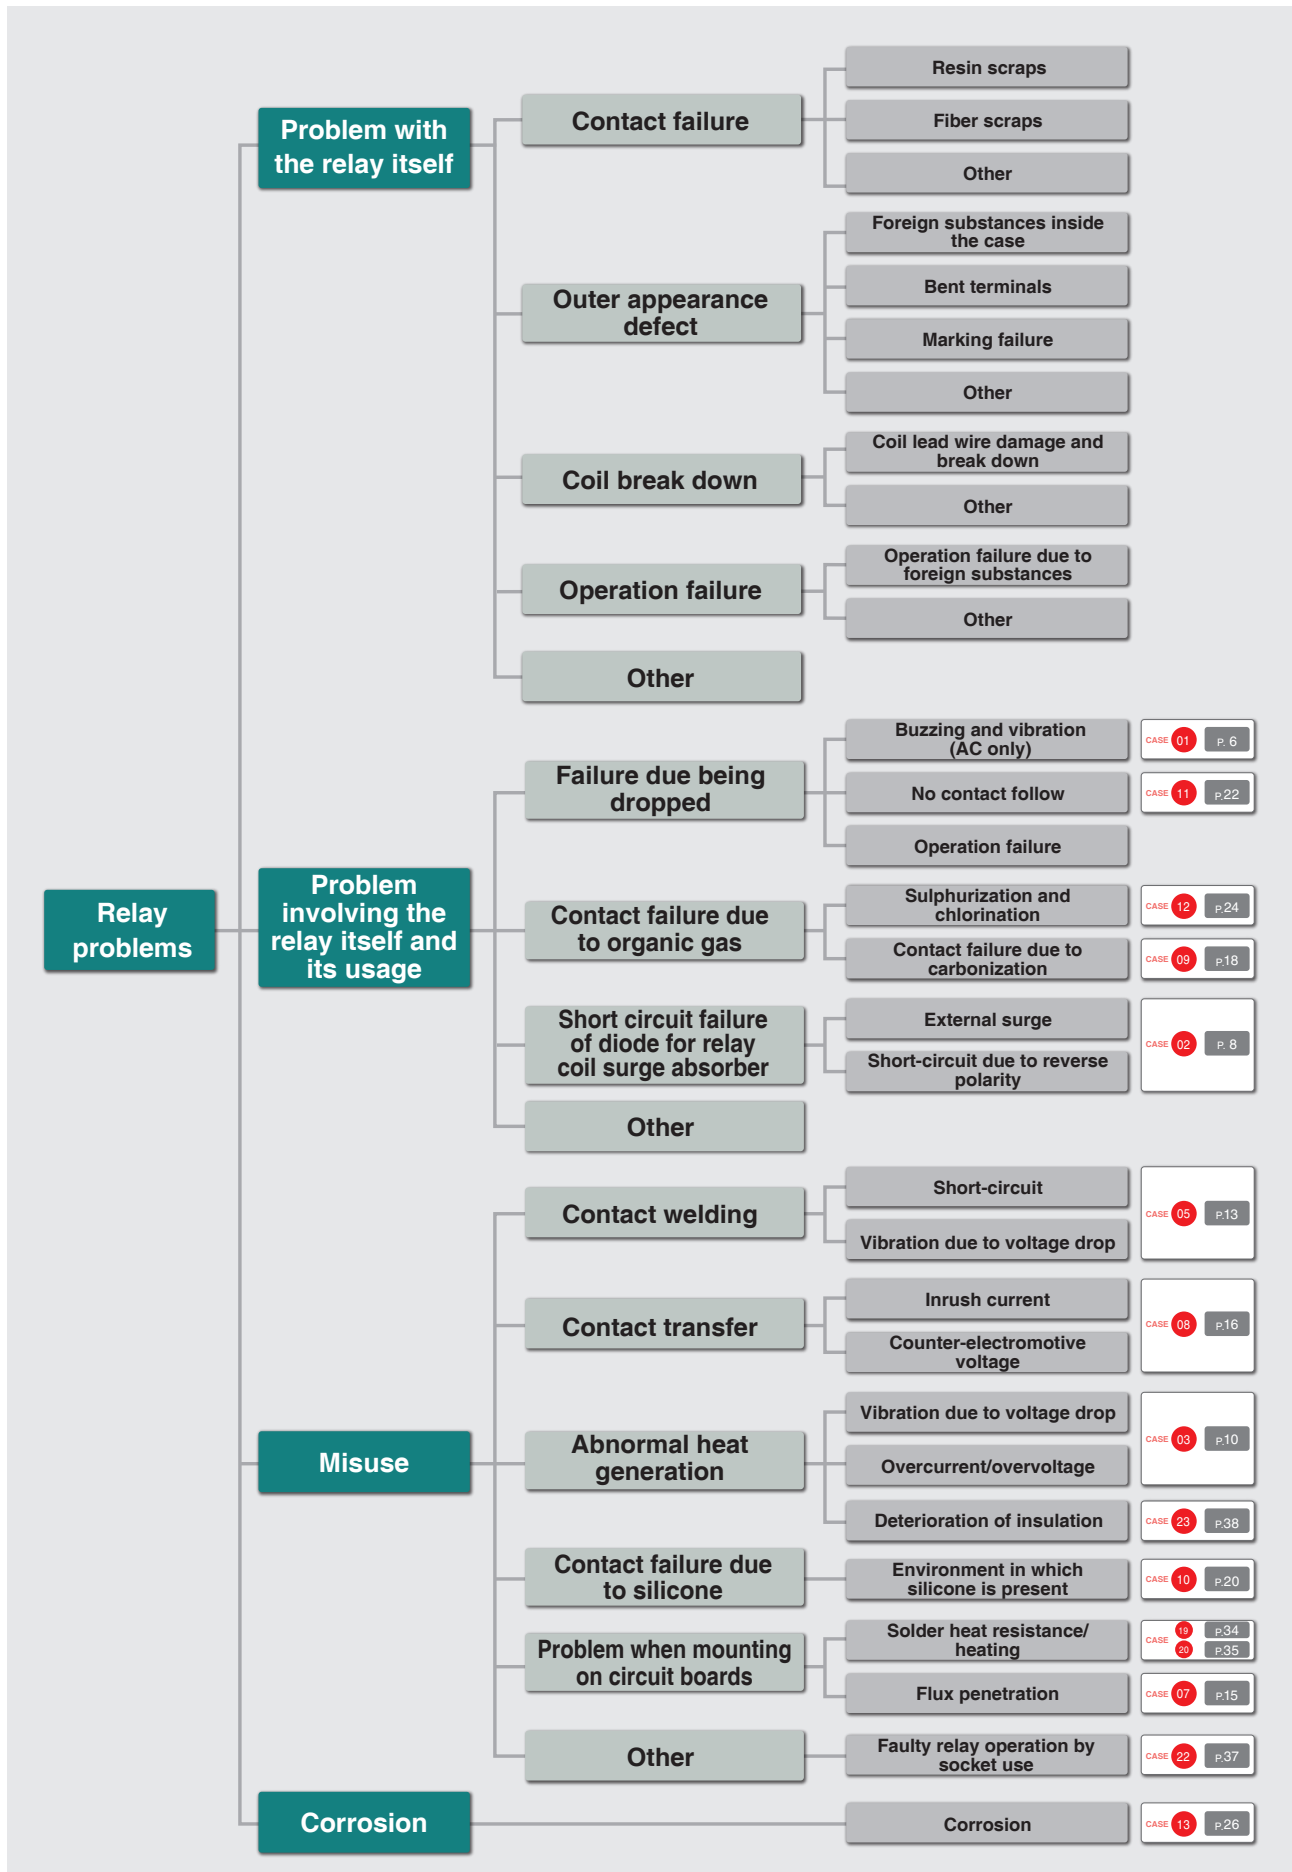 Relay
problems
Problem with
the relay itself
Contact failure
Resin scraps
Fiber scraps
Other
Outer appearance
defect
Foreign substances inside
the case
Bent terminals
Marking failure
Other
Coil break down
Coil lead wire damage and
break down
Other
Operation failure
Operation failure due to
foreign substances
Other
Other
Problem
involving the
relay itself and
its usage
Failure due being
dropped
Buzzing and vibration
(AC only)
CASE 01 P. 6
No contact follow
CASE 11 P.22
Operation failure
Contact failure due
to organic gas
Sulphurization and
chlorination
CASE 12 P.24
Contact failure due to
carbonization
CASE 09 P.18
Short circuit failure
of diode for relay
coil surge absorber
External surge
Short-circuit due to reverse
polarity
CASE 02 P. 8
Other
Misuse
Contact welding
Short-circuit
Vibration due to voltage drop
CASE 05 P.13
Contact transfer
Inrush current
Counter-electromotive
voltage
CASE 08 P.16
Abnormal heat
generation
Vibration due to voltage drop
Overcurrent/overvoltage
CASE 03 P.10
Deterioration of insulation
CASE 23 P.38
Contact failure due
to silicone
Environment in which
silicone is present
CASE 10 P.20
Problem when mounting
on circuit boards
Solder heat resistance/
heating
CASE 19 P.34
20 P.35
Flux penetration
CASE 07 P.15
Other
Faulty relay operation by
socket use
CASE 22 P.37
Corrosion
Corrosion
CASE 13 P.26